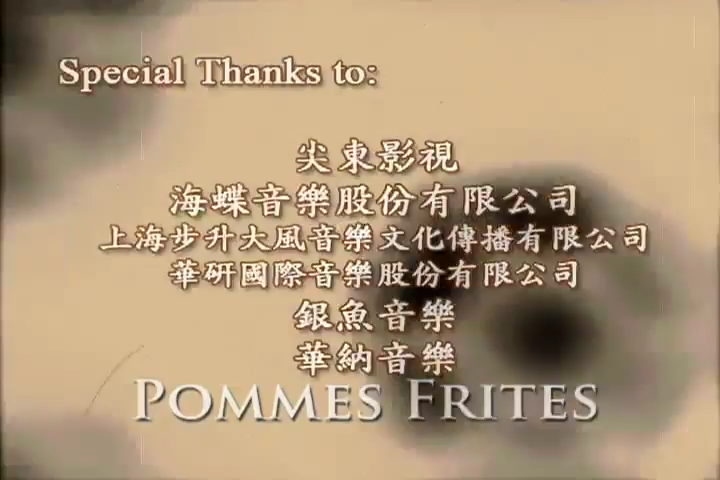 Special Thanks to:
尖東影視
海蝶音樂股份有限公司
上海步升大風音樂文化傳播有限公司
華研國際音樂股份有限公司
銀魚音樂
華納音樂
POMMES FRITES